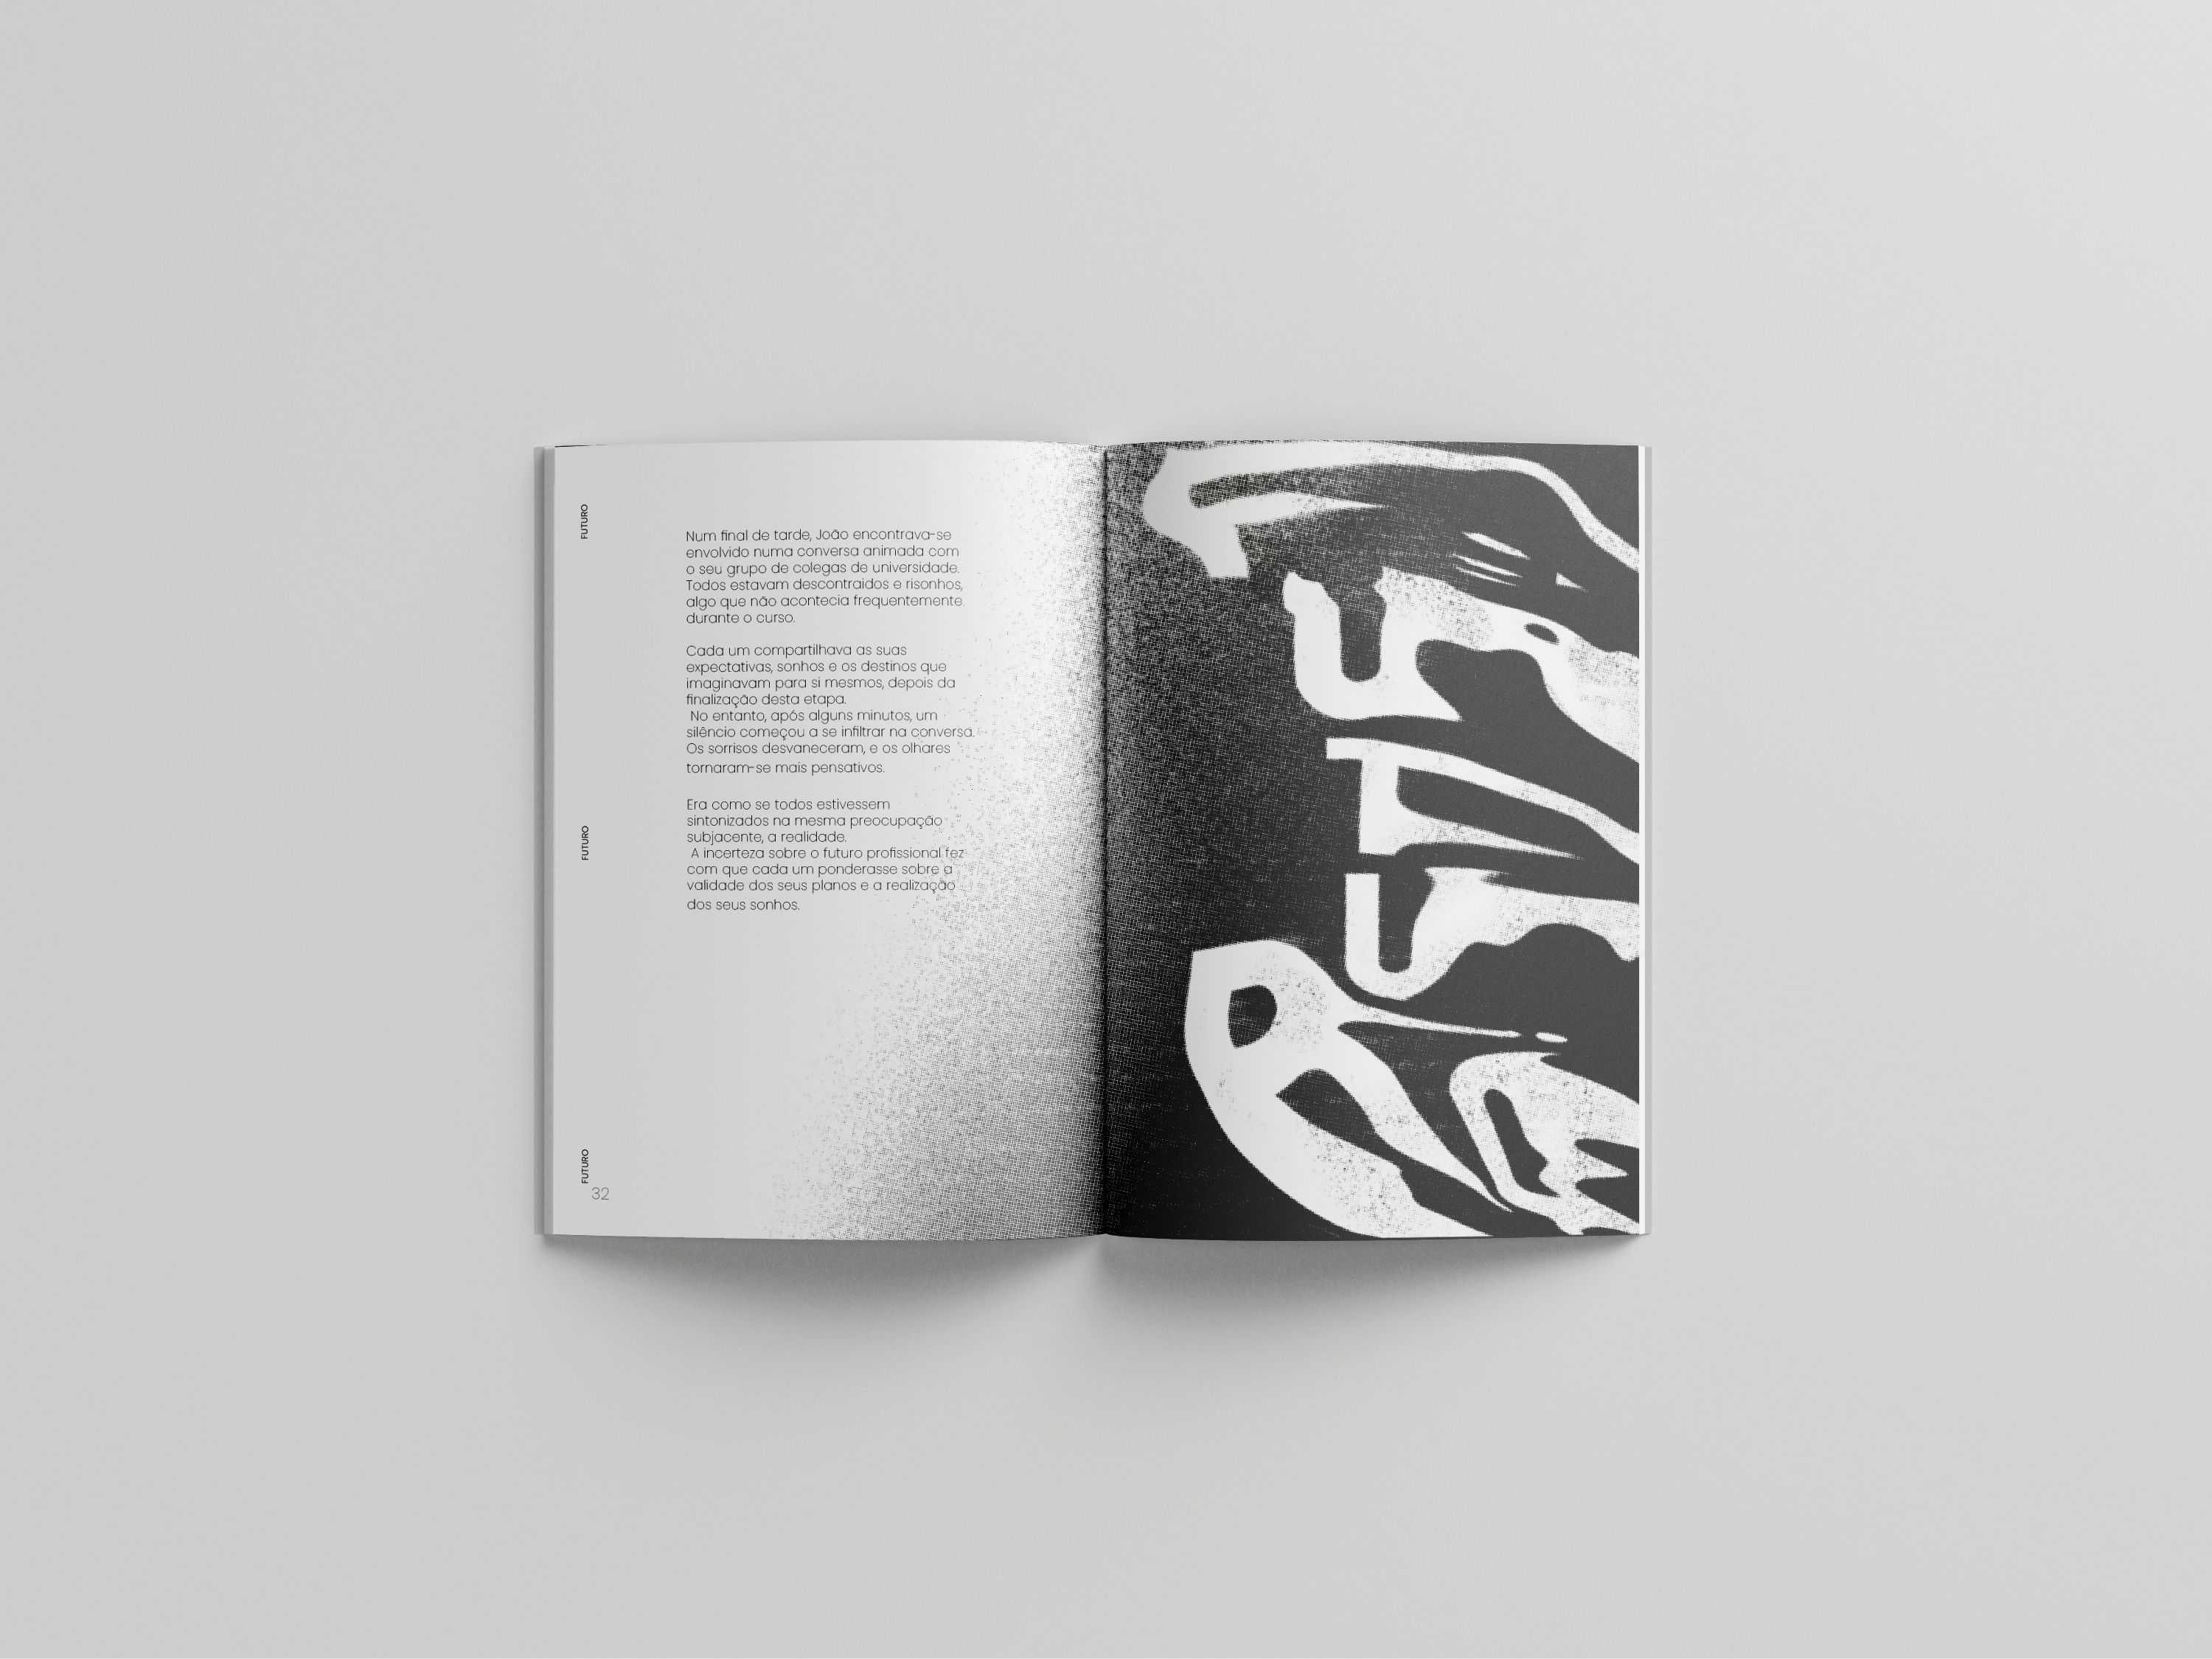 FUTURO
Num final de tarde, João encontrava-se
envolvido numa conversa animada com
o seu grupo de colegas de universidade.
Todos estavam descontraidos e risonhos,
algo que não acontecia frequentemente
durante o curso.
Cada um compartilhava as suas
expectativas, sonhos e os destinos que
imaginavam para si mesmos, depois da
finalização desta etapa.
No entanto, após alguns minutos, um
silêncio começou a se infiltrar na conversa.
Os sorrisos desvaneceram, e os olhares
tornaram-se mais pensativos.
FUTURO
Era como se todos estivessem
sintonizados na mesma preocupação
subjacente, a realidade.
A incerteza sobre o futuro profissional fez
com que cada um ponderasse sobre a
validade dos seus planos e a realização
dos seus sonhos.
FUTURO
32